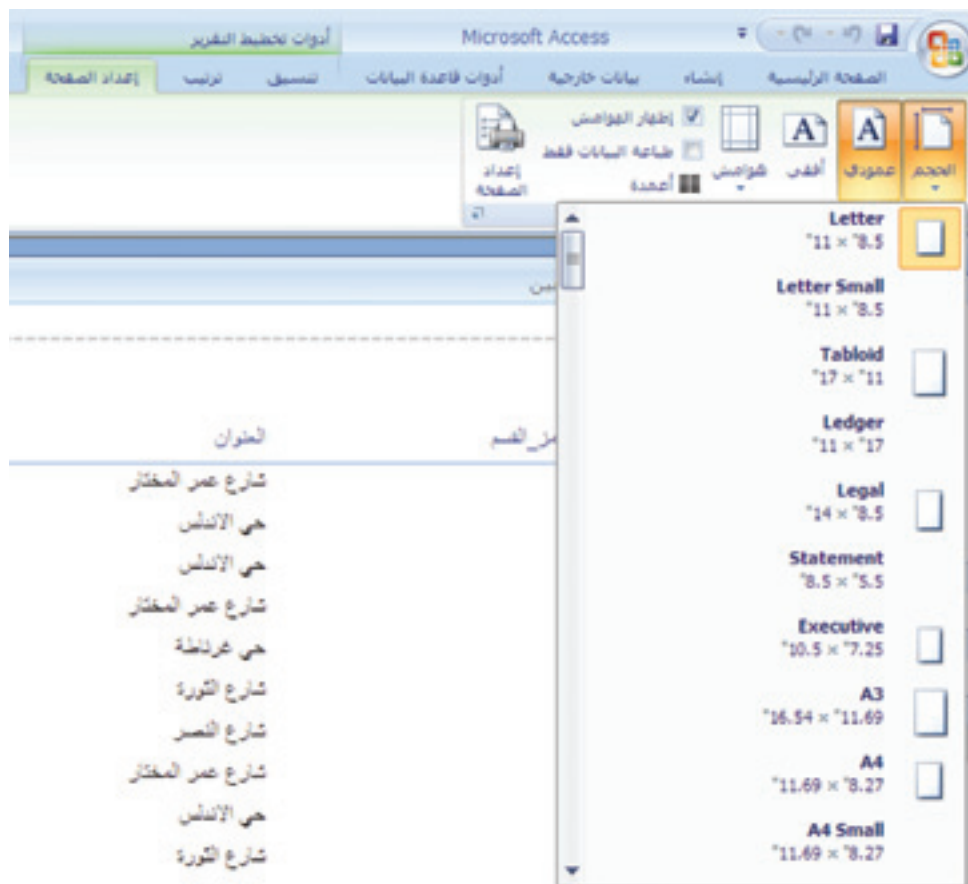 Microsoft Access أدوات تخطيط التقرير
الصفحة الرئيسية إنشاء بيانات خارجية أدوات قاعدة البيانات تنسيق ترتيب إعداد الصفحة
الحجم
عمودي
أفقي
هوامش
إظهار الهوامش
طباعة البيانات فقط
أعمدة
إعداد الصفحة
Letter
8.5" × 11"
Letter Small
8.5" × 11"
Tabloid
11" × 17"
Ledger
17" × 11"
Legal
8.5" × 14"
Statement
5.5" × 8.5"
Executive
7.25" × 10.5"
A3
11.69" × 16.54"
A4
8.27" × 11.69"
A4 Small
8.27" × 11.69"
القسم العنوان
شارع عمر المختار
حي الاندلس
حي الاندلس
شارع عمر المختار
حي غرناطة
شارع الثورة
شارع النصر
شارع عمر المختار
حي الاندلس
شارع الثورة